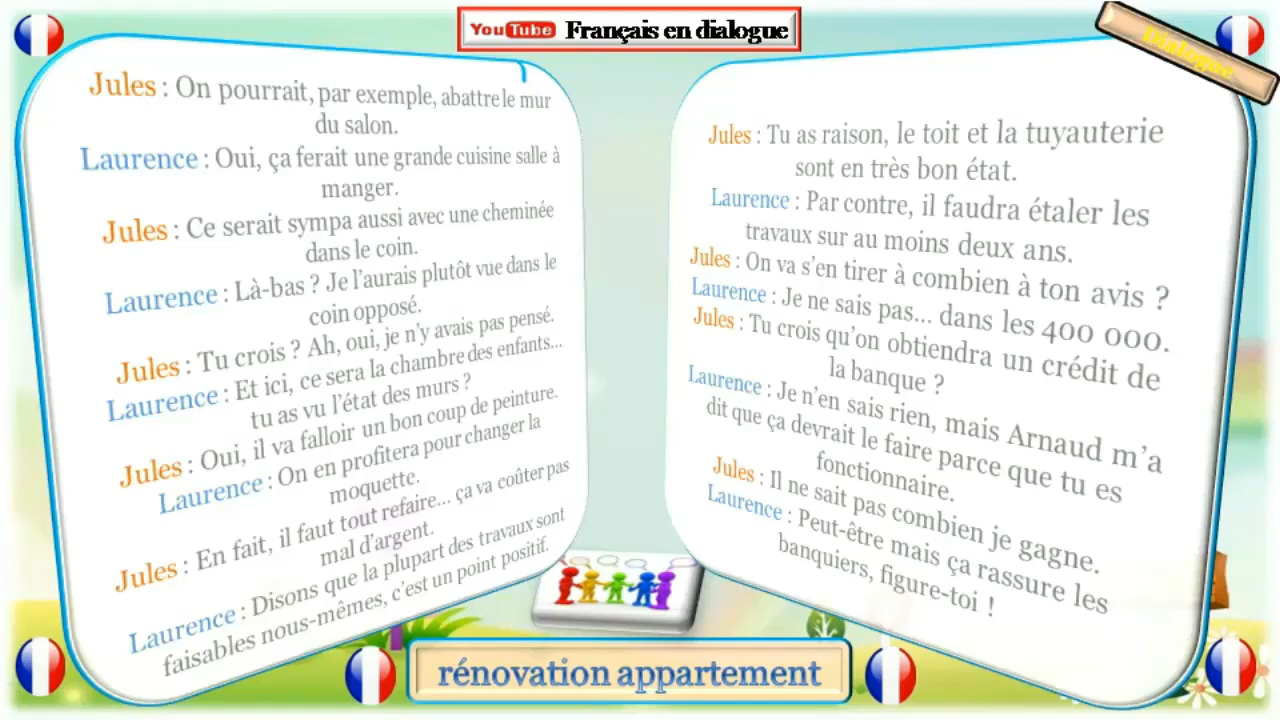 YouTube Français en dialogue
Dialogue
Jules : On pourrait, par exemple, abattre le mur
du salon.
Laurence : Oui, ça ferait une grande cuisine salle à
manger.
Jules : Ce serait sympa aussi avec une cheminée
dans le coin.
Laurence : Là-bas ? Je l'aurais plutôt vue dans le
coin opposé.
Jules : Tu crois ? Ah, oui, je n'y avais pas pensé.
Laurence : Et ici, ce sera la chambre des enfants...
tu as vu l'état des murs ?
Jules : Oui, il va falloir un bon coup de peinture.
Laurence : On en profitera pour changer la
moquette.
Jules : En fait, il faut tout refaire... ça va coûter pas
mal d'argent.
Laurence : Disons que la plupart des travaux sont
faisables nous-mêmes, c'est un point positif.
Jules : Tu as raison, le toit et la tuyauterie
sont en très bon état.
Laurence : Par contre, il faudra étaler les
travaux sur au moins deux ans.
Jules : On va s'en tirer à combien à ton avis ?
Laurence : Je ne sais pas... dans les 400 000.
Jules : Tu crois qu'on obtiendra un crédit de
la banque ?
Laurence : Je n'en sais rien, mais Arnaud m'a
dit que ça devrait le faire parce que tu es
fonctionnaire.
Jules : Il ne sait pas combien je gagne.
Laurence : Peut-être mais ça rassure les
banquiers, figure-toi !
rénovation appartement